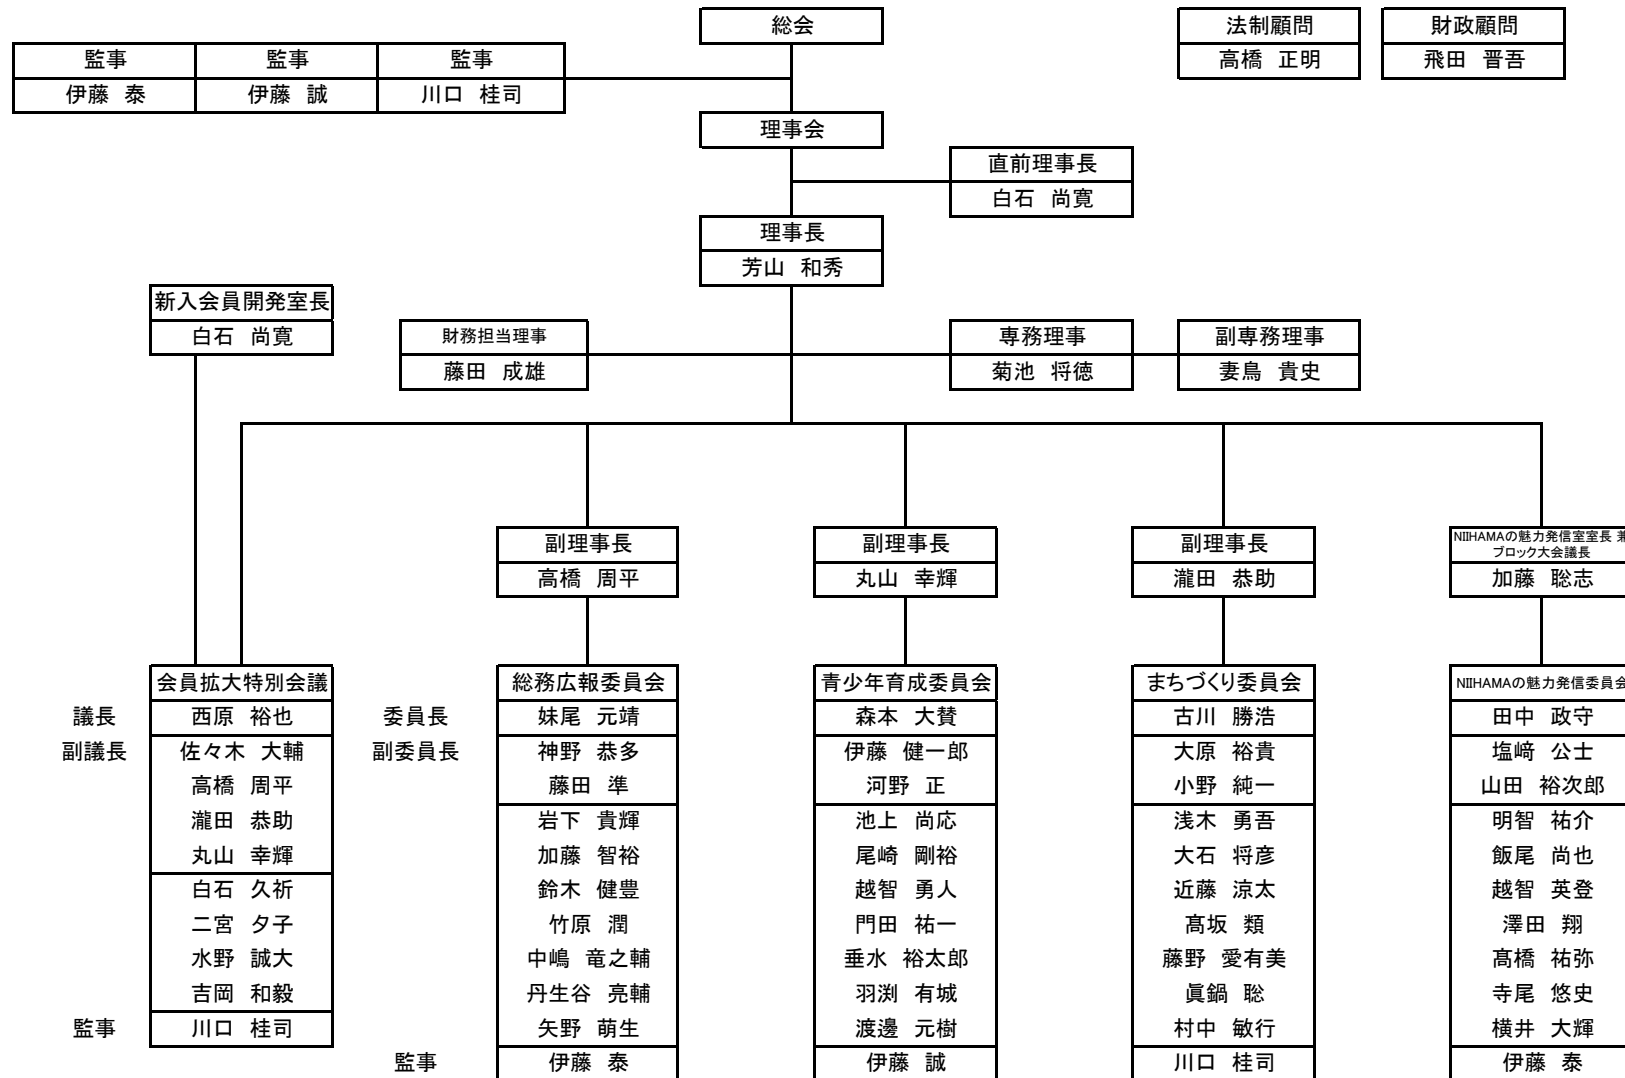 総会
法制顧問
財政顧問
監事 監事 監事
高橋 正明
飛田 晋吾
伊藤 泰 伊藤 誠 川口 桂司
理事会
直前理事長
白石 尚寛
理事長
芳山 和秀
新入会員開発室長
白石 尚寛
財務担当理事
藤田 成雄
専務理事
菊池 将徳
副専務理事
妻鳥 貴史
副理事長
高橋 周平
副理事長
丸山 幸輝
副理事長
瀧田 恭助
NIIHAMAの魅力発信室室長 兼
ブロック大会議長
加藤 聡志
会員拡大特別会議
議長 西原 裕也
副議長 佐々木 大輔
高橋 周平
瀧田 恭助
丸山 幸輝
白石 久祈
二宮 夕子
水野 誠大
吉岡 和毅
監事 川口 桂司
総務広報委員会
委員長 妹尾 元靖
副委員長 神野 恭多
藤田 準
岩下 貴輝
加藤 智裕
鈴木 健豊
竹原 潤
中嶋 竜之輔
丹生谷 亮輔
矢野 萌生
監事 伊藤 泰
青少年育成委員会
森本 大賛
伊藤 健一郎
河野 正
池上 尚応
尾崎 剛裕
越智 勇人
門田 祐一
垂水 裕太郎
羽渕 有城
渡邊 元樹
伊藤 誠
まちづくり委員会
古川 勝浩
大原 裕貴
小野 純一
浅木 勇吾
大石 将彦
近藤 涼太
髙坂 類
藤野 愛有美
眞鍋 聡
村中 敏行
川口 桂司
NIIHAMAの魅力発信委員会
田中 政守
塩﨑 公士
山田 裕次郎
明智 祐介
飯尾 尚也
越智 英登
澤田 翔
髙橋 祐弥
寺尾 悠史
横井 大輝
伊藤 泰